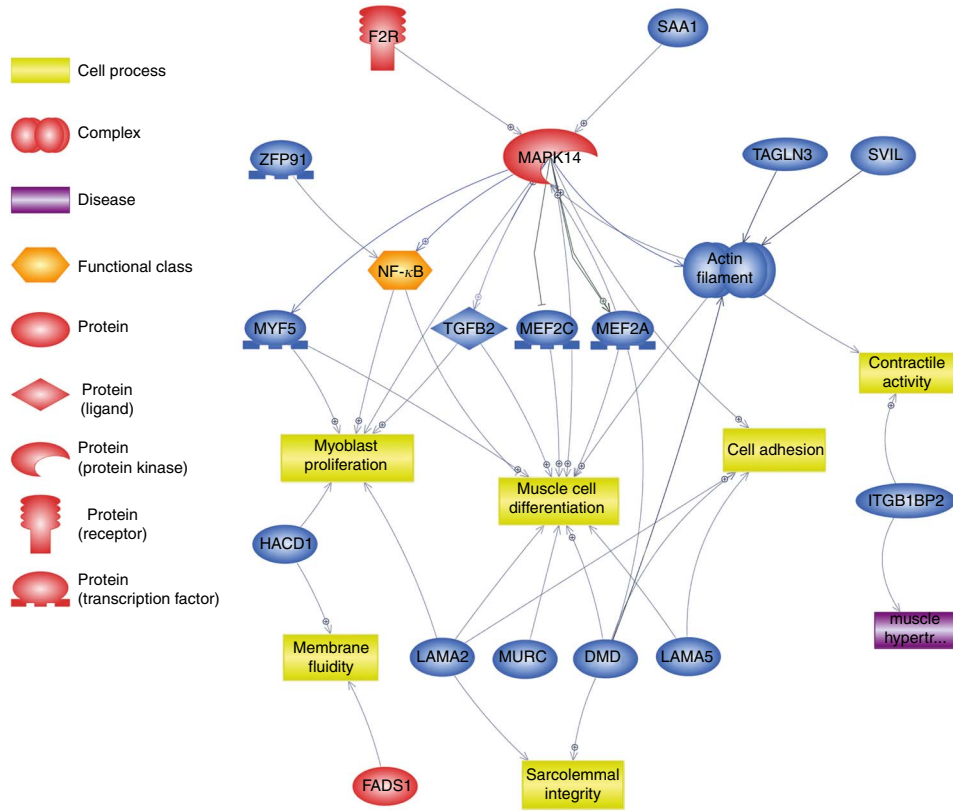 Cell process
Complex
Disease
Functional class
Protein
Protein
(ligand)
Protein
(protein kinase)
Protein
(receptor)
Protein
(transcription factor)
F2R
SAA1
ZFP91
MAPK14
TAGLN3
SVIL
NF-κB
Actin
filament
MYF5
TGFB2
MEF2C
MEF2A
Contractile
activity
Myoblast
proliferation
Cell adhesion
Muscle cell
differentiation
ITGB1BP2
HACD1
muscle
hypertr...
Membrane
fluidity
LAMA2
MURC
DMD
LAMA5
FADS1
Sarcolemmal
integrity